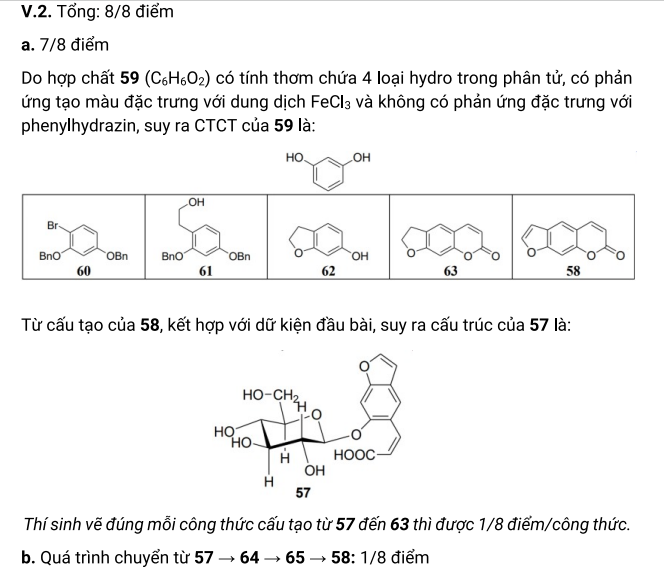 V.2. Tổng: 8/8 điểm
a. 7/8 điểm
Do hợp chất 59 (C₆H₆O₂) có tính thơm chứa 4 loại hydro trong phân tử, có phản
ứng tạo màu đặc trưng với dung dịch FeCl₃ và không có phản ứng đặc trưng với
phenylhydrazin, suy ra CTCT của 59 là:
HO OH
Br BnO OBn
60
OH BnO OBn
61
O OH
62
O O O
63
O O O
58
Từ cấu tạo của 58, kết hợp với dữ kiện đầu bài, suy ra cấu trúc của 57 là:
O
HO-CH₂
H O
HO
HO O
H HOOC
OH
H
57
Thí sinh vẽ đúng mỗi công thức cấu tạo từ 57 đến 63 thì được 1/8 điểm/công thức.
b. Quá trình chuyển từ 57 → 64 → 65 → 58: 1/8 điểm